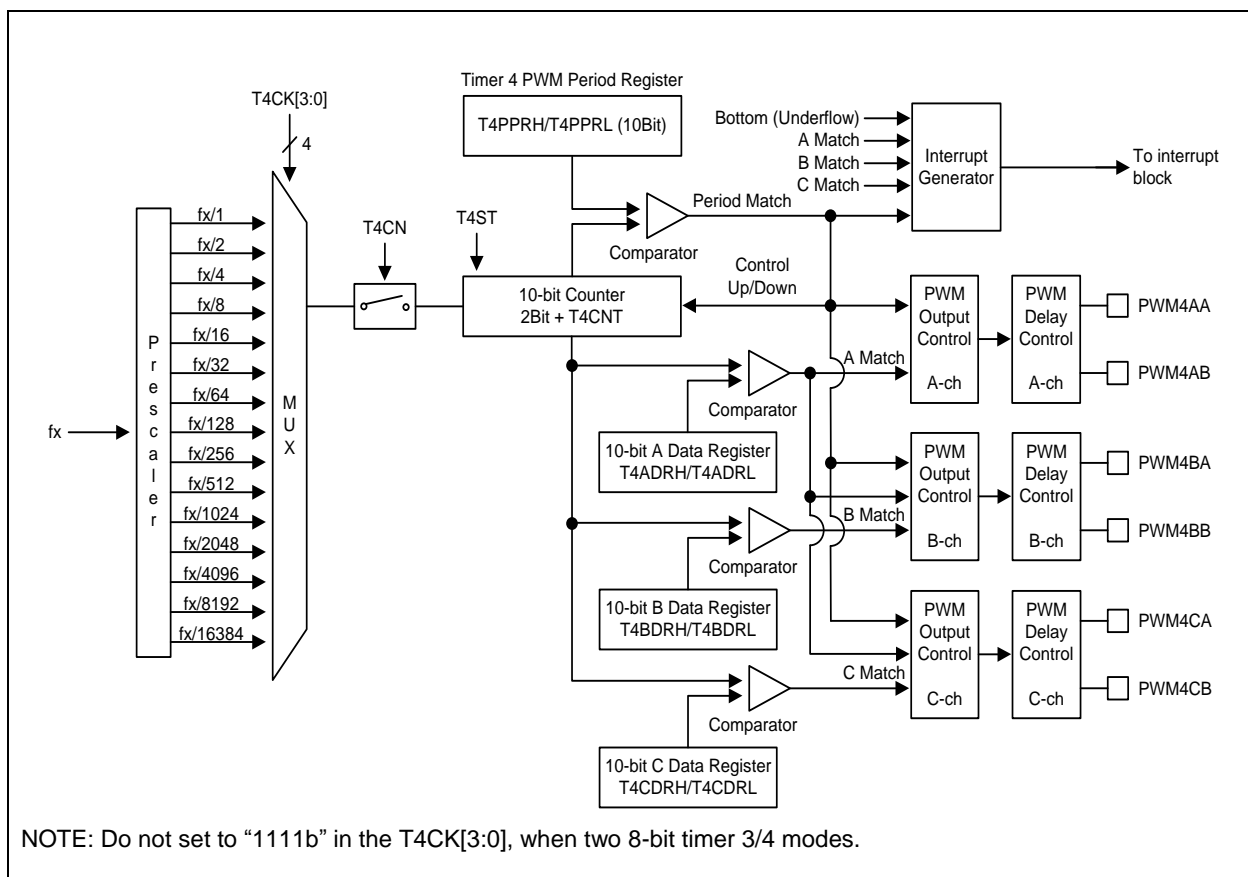 Timer 4 PWM Period Register
T4PPRH/T4PPRL (10Bit)
T4CK[3:0]
4
fx
Prescaler
fx/1
fx/2
fx/4
fx/8
fx/16
fx/32
fx/64
fx/128
fx/256
fx/512
fx/1024
fx/2048
fx/4096
fx/8192
fx/16384
MUX
T4CN
T4ST
10-bit Counter
2Bit + T4CNT
Comparator
Period Match
Bottom (Underflow)
A Match
B Match
C Match
Interrupt
Generator
To interrupt
block
Control
Up/Down
A Match
Comparator
10-bit A Data Register
T4ADRH/T4ADRL
PWM
Output
Control
A-ch
PWM
Delay
Control
A-ch
PWM4AA
PWM4AB
B Match
Comparator
10-bit B Data Register
T4BDRH/T4BDRL
PWM
Output
Control
B-ch
PWM
Delay
Control
B-ch
PWM4BA
PWM4BB
C Match
Comparator
10-bit C Data Register
T4CDRH/T4CDRL
PWM
Output
Control
C-ch
PWM
Delay
Control
C-ch
PWM4CA
PWM4CB
NOTE: Do not set to “1111b” in the T4CK[3:0], when two 8-bit timer 3/4 modes.